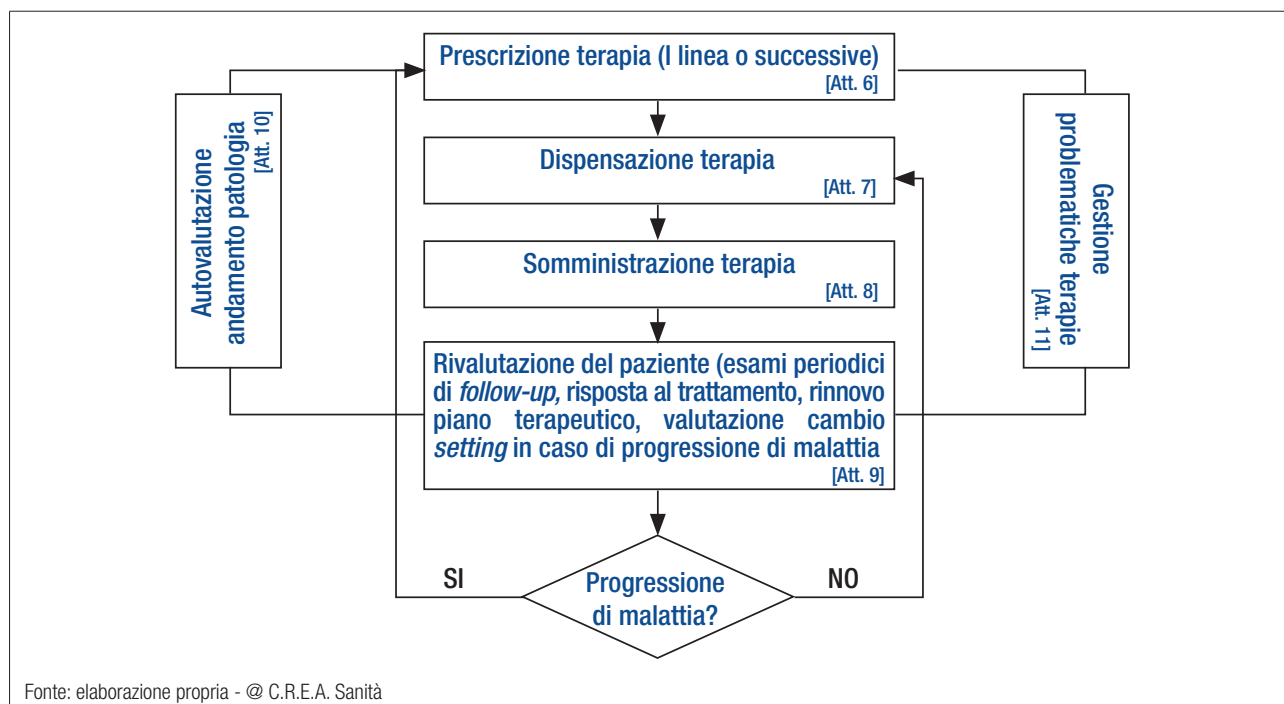 Prescrizione terapia (I linea o successive)
[Att. 6]
Autovalutazione
andamento patologia
[Att. 10]
Gestione
problematiche terapie
[Att. 11]
Dispensazione terapia
[Att. 7]
Somministrazione terapia
[Att. 8]
Rivalutazione del paziente (esami periodici
di follow-up, risposta al trattamento, rinnovo
piano terapeutico, valutazione cambio
setting in caso di progressione di malattia
[Att. 9]
SI
Progressione
di malattia?
NO
Fonte: elaborazione propria - @ C.R.E.A. Sanità